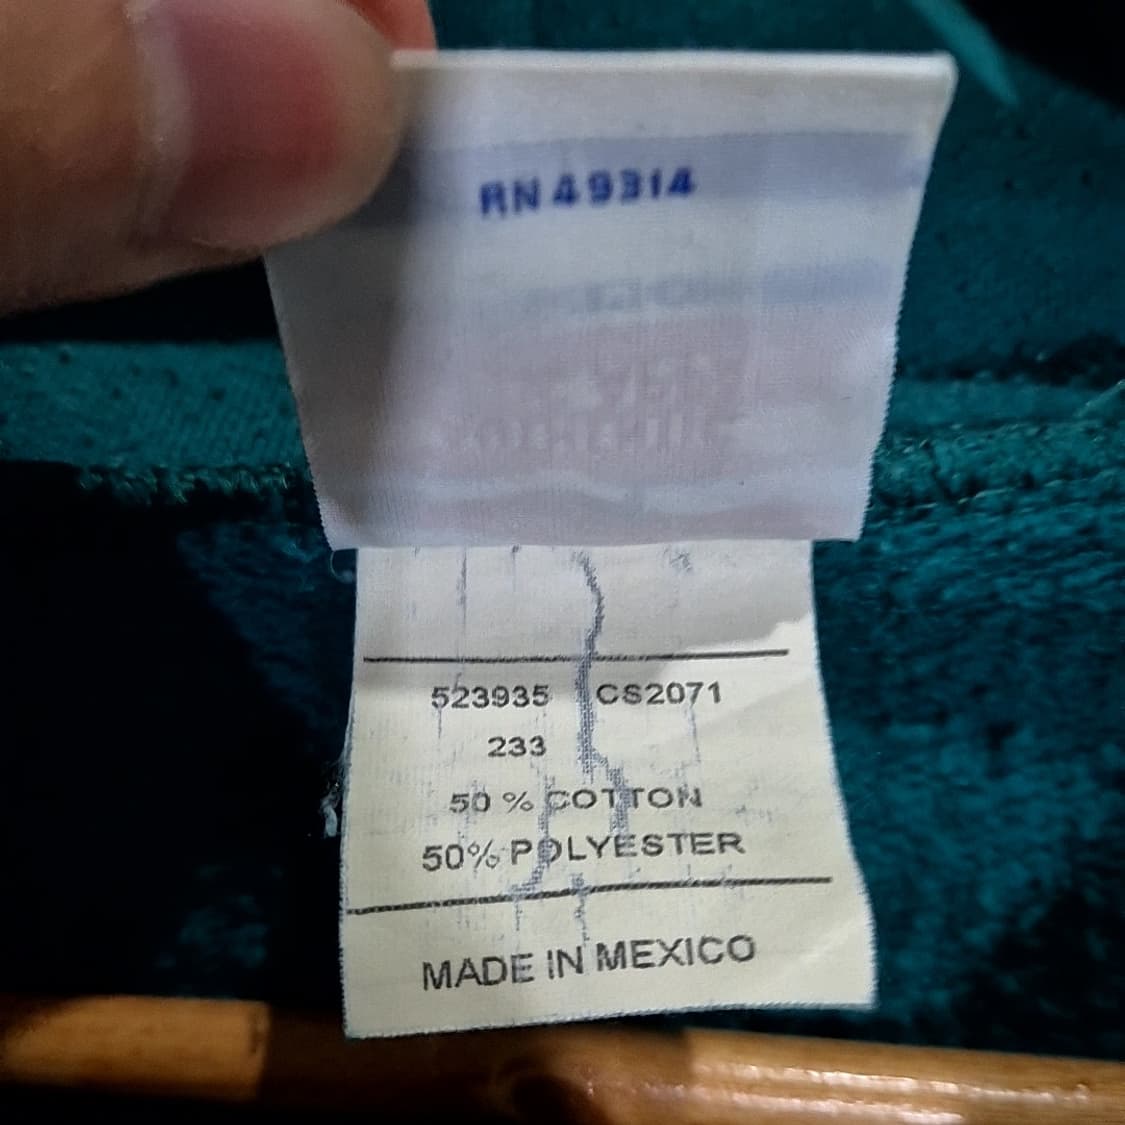 RN 49314
523935 CS2071
233
50 % COTTON
50% POLYESTER
MADE IN MEXICO